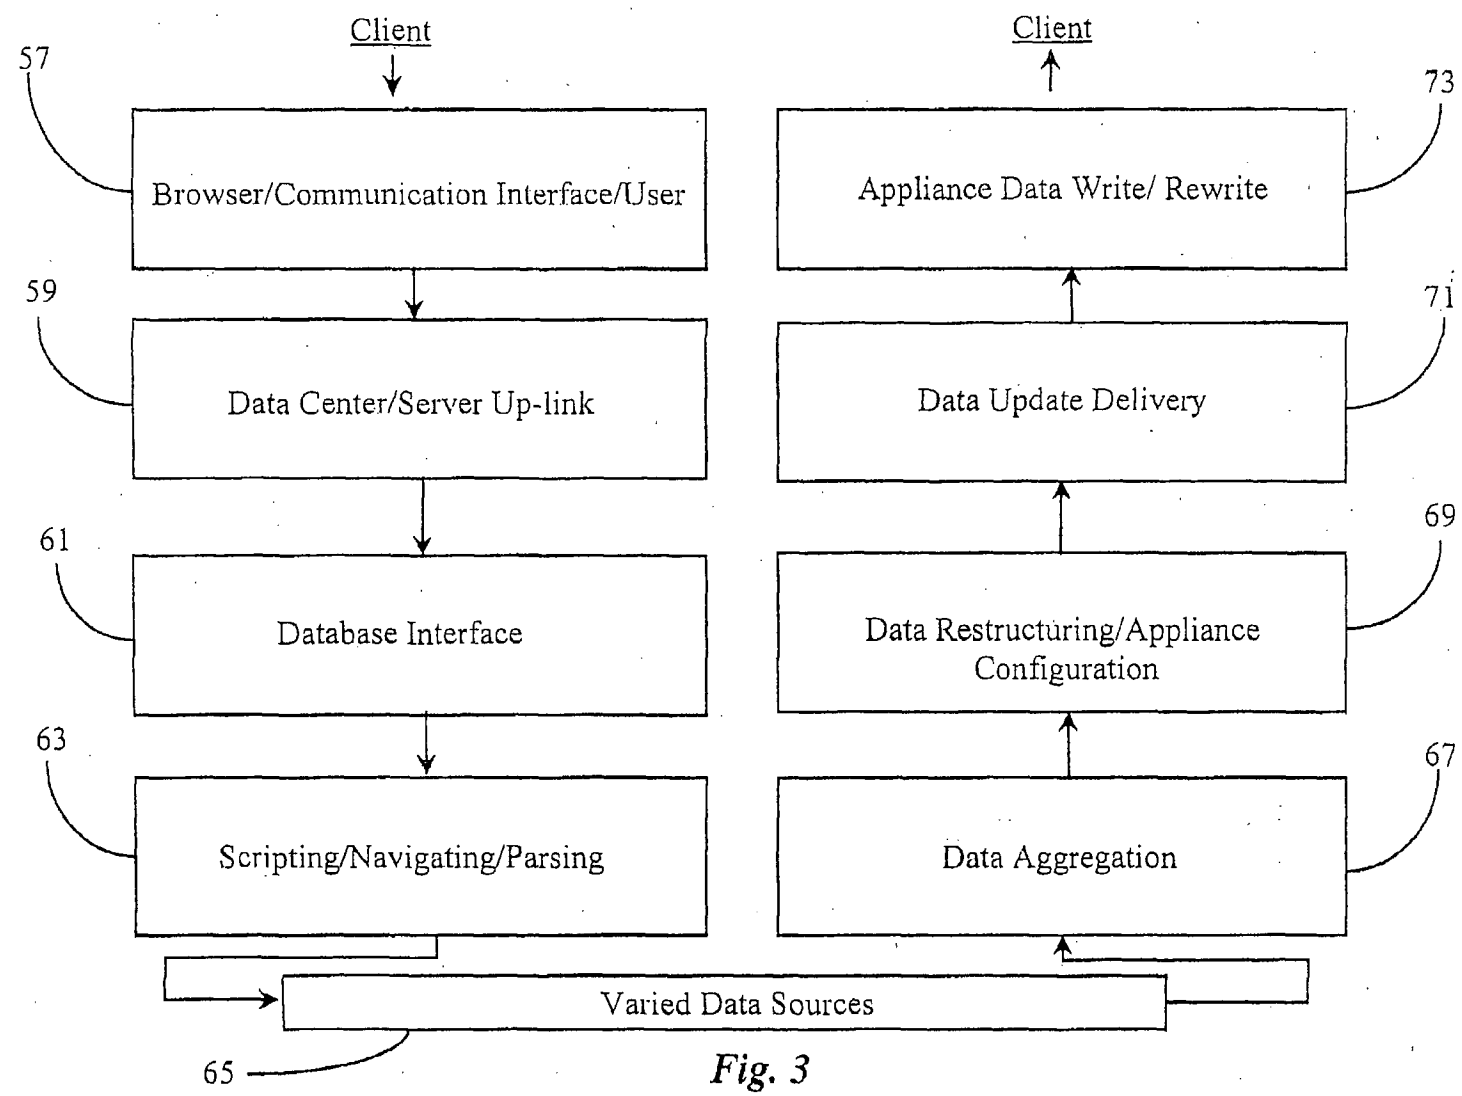 Client
57
Browser/Communication Interface/User
59
Data Center/Server Up-link
61
Database Interface
63
Scripting/Navigating/Parsing
Client
73
Appliance Data Write/ Rewrite
71
Data Update Delivery
69
Data Restructuring/Appliance
Configuration
67
Data Aggregation
Varied Data Sources
65
Fig. 3